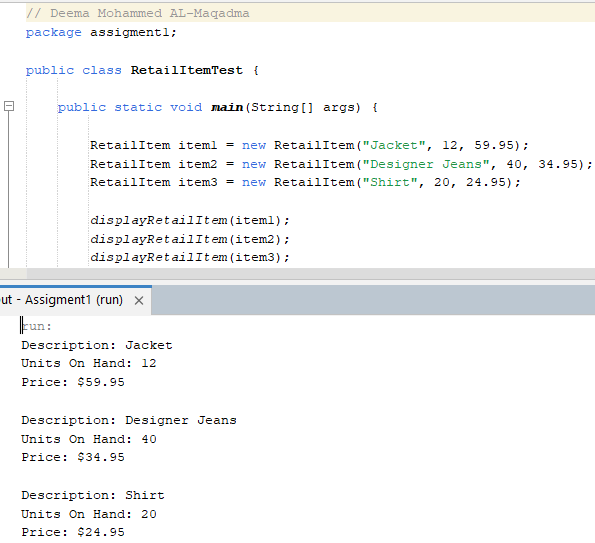 // Deema Mohammed AL-Maqadma
package assigment1;
public class RetailItemTest {
public static void main(String[] args) {
RetailItem item1 = new RetailItem("Jacket", 12, 59.95);
RetailItem item2 = new RetailItem("Designer Jeans", 40, 34.95);
RetailItem item3 = new RetailItem("Shirt", 20, 24.95);
displayRetailItem(item1);
displayRetailItem(item2);
displayRetailItem(item3);
ut - Assigment1 (run) ×
run:
Description: Jacket
Units On Hand: 12
Price: $59.95
Description: Designer Jeans
Units On Hand: 40
Price: $34.95
Description: Shirt
Units On Hand: 20
Price: $24.95